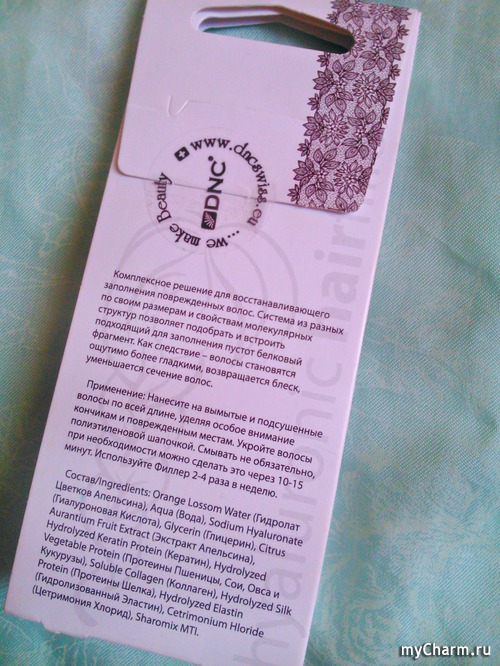 www.dncswiss.eu
DNC
...we make Beauty
Комплексное решение для восстанавливающего
заполнения поврежденных волос. Система из разных
по своим размерам и свойствам молекулярных
структур позволяет подобрать и встроить
подходящий для заполнения пустот белковый
фрагмент. Как следствие – волосы становятся
ощутимо более гладкими, возвращается блеск,
уменьшается сечение волос.
Применение: Нанесите на вымытые и подсушенные
волосы по всей длине, уделяя особое внимание
кончикам и поврежденным местам. Укройте волосы
полиэтиленовой шапочкой. Смывать не обязательно,
при необходимости можно сделать это через 10-15
минут. Используйте Филлер 2-4 раза в неделю.
Состав/Ingredients: Orange Lossom Water (Гидролат
Цветков Апельсина), Aqua (Вода), Sodium Hyaluronate
(Гиалуроновая Кислота), Glycerin (Глицерин), Citrus
Aurantium Fruit Extract (Экстракт Апельсина),
Hydrolyzed Keratin Protein (Кератин), Hydrolyzed
Vegetable Protein (Протеины Пшеницы, Сои, Овса и
Кукурузы), Soluble Collagen (Коллаген), Hydrolyzed Silk
Protein (Протеины Шелка), Hydrolyzed Elastin
(Гидролизованный Эластин), Cetrimonium Hloride
(Цетримония Хлорид), Sharomix MTI.
hyaluronic hair
myCharm.ru